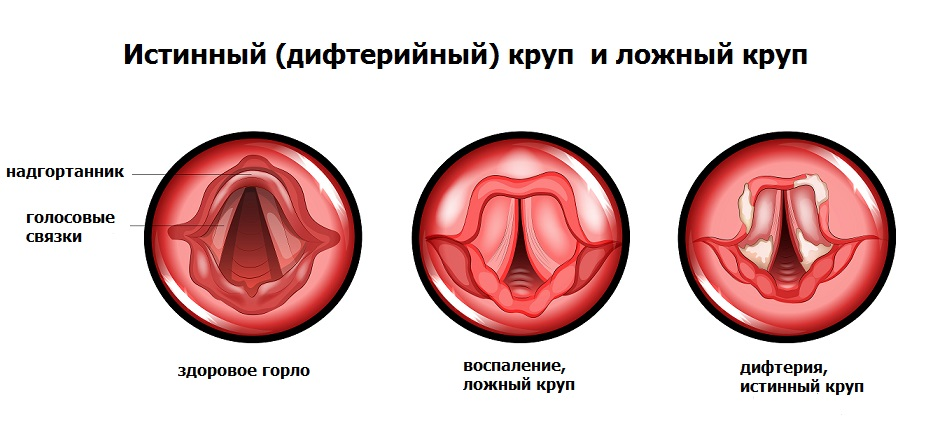 Истинный (дифтерийный) круп и ложный круп
надгортанник
голосовые
связки
здоровое горло
воспаление,
ложный круп
дифтерия,
истинный круп